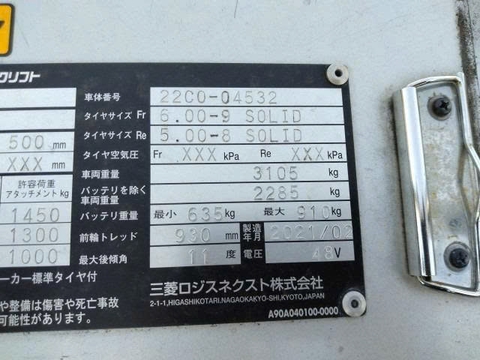 フリフト
車体番号 22C0-04532
タイヤサイズ Fr 6.00-9 SOLID
500 mm タイヤサイズ Re 5.00-8 SOLID
XXX mm タイヤ空気圧 Fr XXX kPa Re XXX kPa
許容荷重 車両重量 3105 kg
アタッチメント kg バッテリを除く車両重量 2285 kg
1450 バッテリ重量 最小 635 kg 最大 910 kg
1300 前輪トレッド 930 mm 製造年月 2021/02
1000 最大後傾角 11 度 電圧 48 V
ーカー標準タイヤ付 三菱ロジスネクスト株式会社
2-1-1,HIGASHIKOTARI,NAGAOKAKYO-SHI,KYOTO,JAPAN
や整備は傷害や死亡事故
可能性があります。 A90A040100-0000